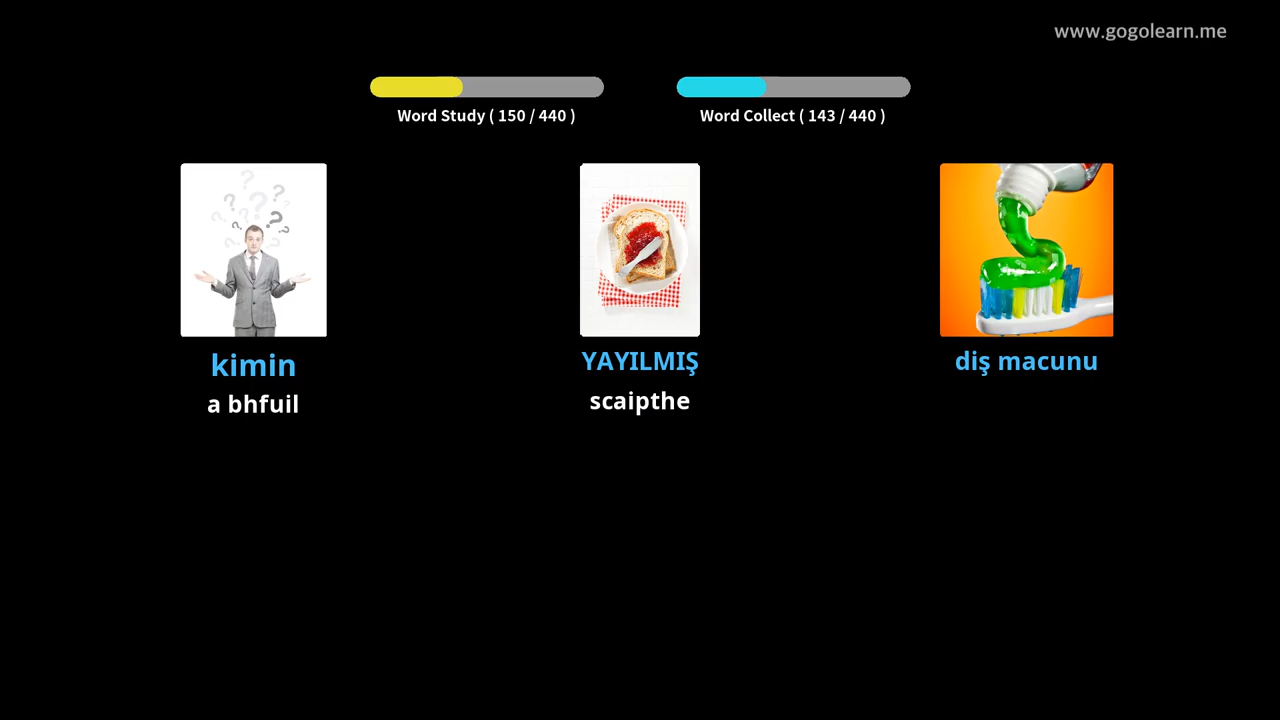 www.gogolearn.me
Word Study ( 150 / 440 )
Word Collect ( 143 / 440 )
kimin
a bhfuil
YAYILMIŞ
scaipthe
diş macunu